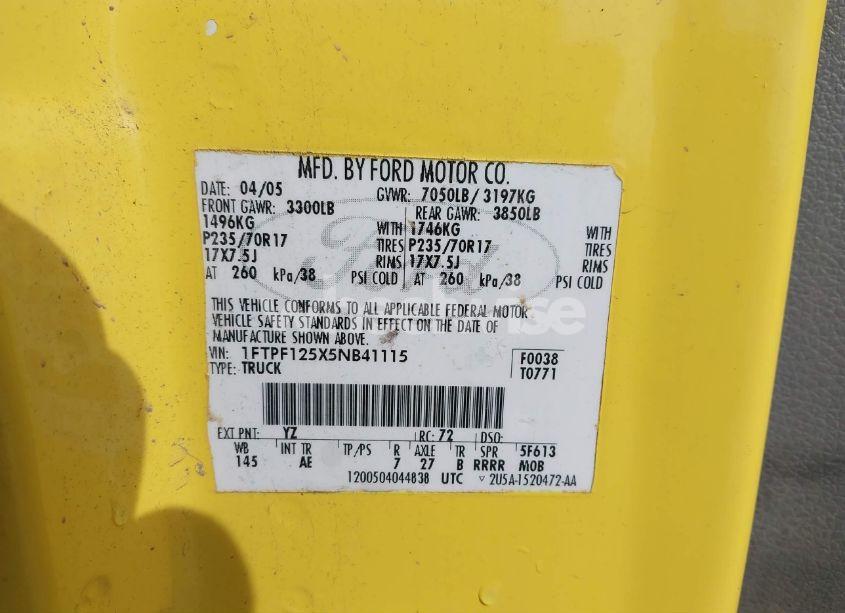 MFD. BY FORD MOTOR CO.
DATE: 04/05 GVWR: 7050LB / 3197KG
FRONT GAWR: 3300LB REAR GAWR: 3850LB
1496KG WITH 1746KG WITH
P235/70R17 TIRES P235/70R17 TIRES
17X7.5J RIMS 17X7.5J RIMS
AT 260 kPa/38 PSI COLD AT 260 kPa/38 PSI COLD
Ford
THIS VEHICLE CONFORMS TO ALL APPLICABLE FEDERAL MOTOR
VEHICLE SAFETY STANDARDS IN EFFECT ON THE DATE OF
MANUFACTURE SHOWN ABOVE.
VIN: 1FTPF125X5NB41115 F0038
TYPE: TRUCK T0771
EXT PNT: YZ RC: 72 DSO:
WB INT TR TP/PS R AXLE TR SPR 5F613
145 AE 7 27 B RRRR MOB
1200504044838 UTC ▽ 2U5A-1520472-AA